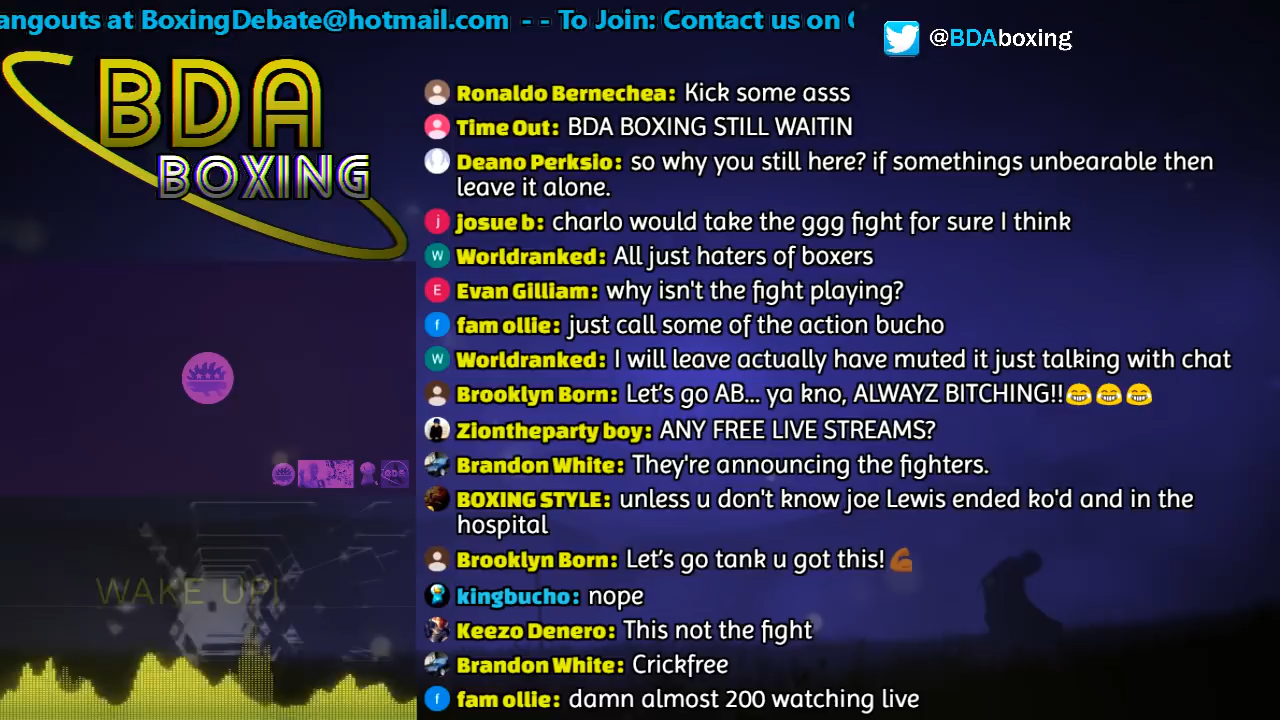 angouts at BoxingDebate@hotmail.com - - To Join: Contact us on
@BDAboxing
BDA
BOXING
Ronaldo Bernechea: Kick some asss
Time Out: BDA BOXING STILL WAITIN
Deano Perksio: so why you still here? if somethings unbearable then
leave it alone.
josue b: charlo would take the ggg fight for sure I think
Worldranked: All just haters of boxers
Evan Gilliam: why isn't the fight playing?
fam ollie: just call some of the action bucho
Worldranked: I will leave actually have muted it just talking with chat
Brooklyn Born: Let’s go AB... ya kno, ALWAYZ BITCHING!!😂😂😂
Ziontheparty boy: ANY FREE LIVE STREAMS?
Brandon White: They're announcing the fighters.
BOXING STYLE: unless u don't know joe Lewis ended ko'd and in the
hospital
Brooklyn Born: Let’s go tank u got this!💪🏾
kingbucho: nope
Keezo Denero: This not the fight
Brandon White: Crickfree
fam ollie: damn almost 200 watching live
WAKE UP!